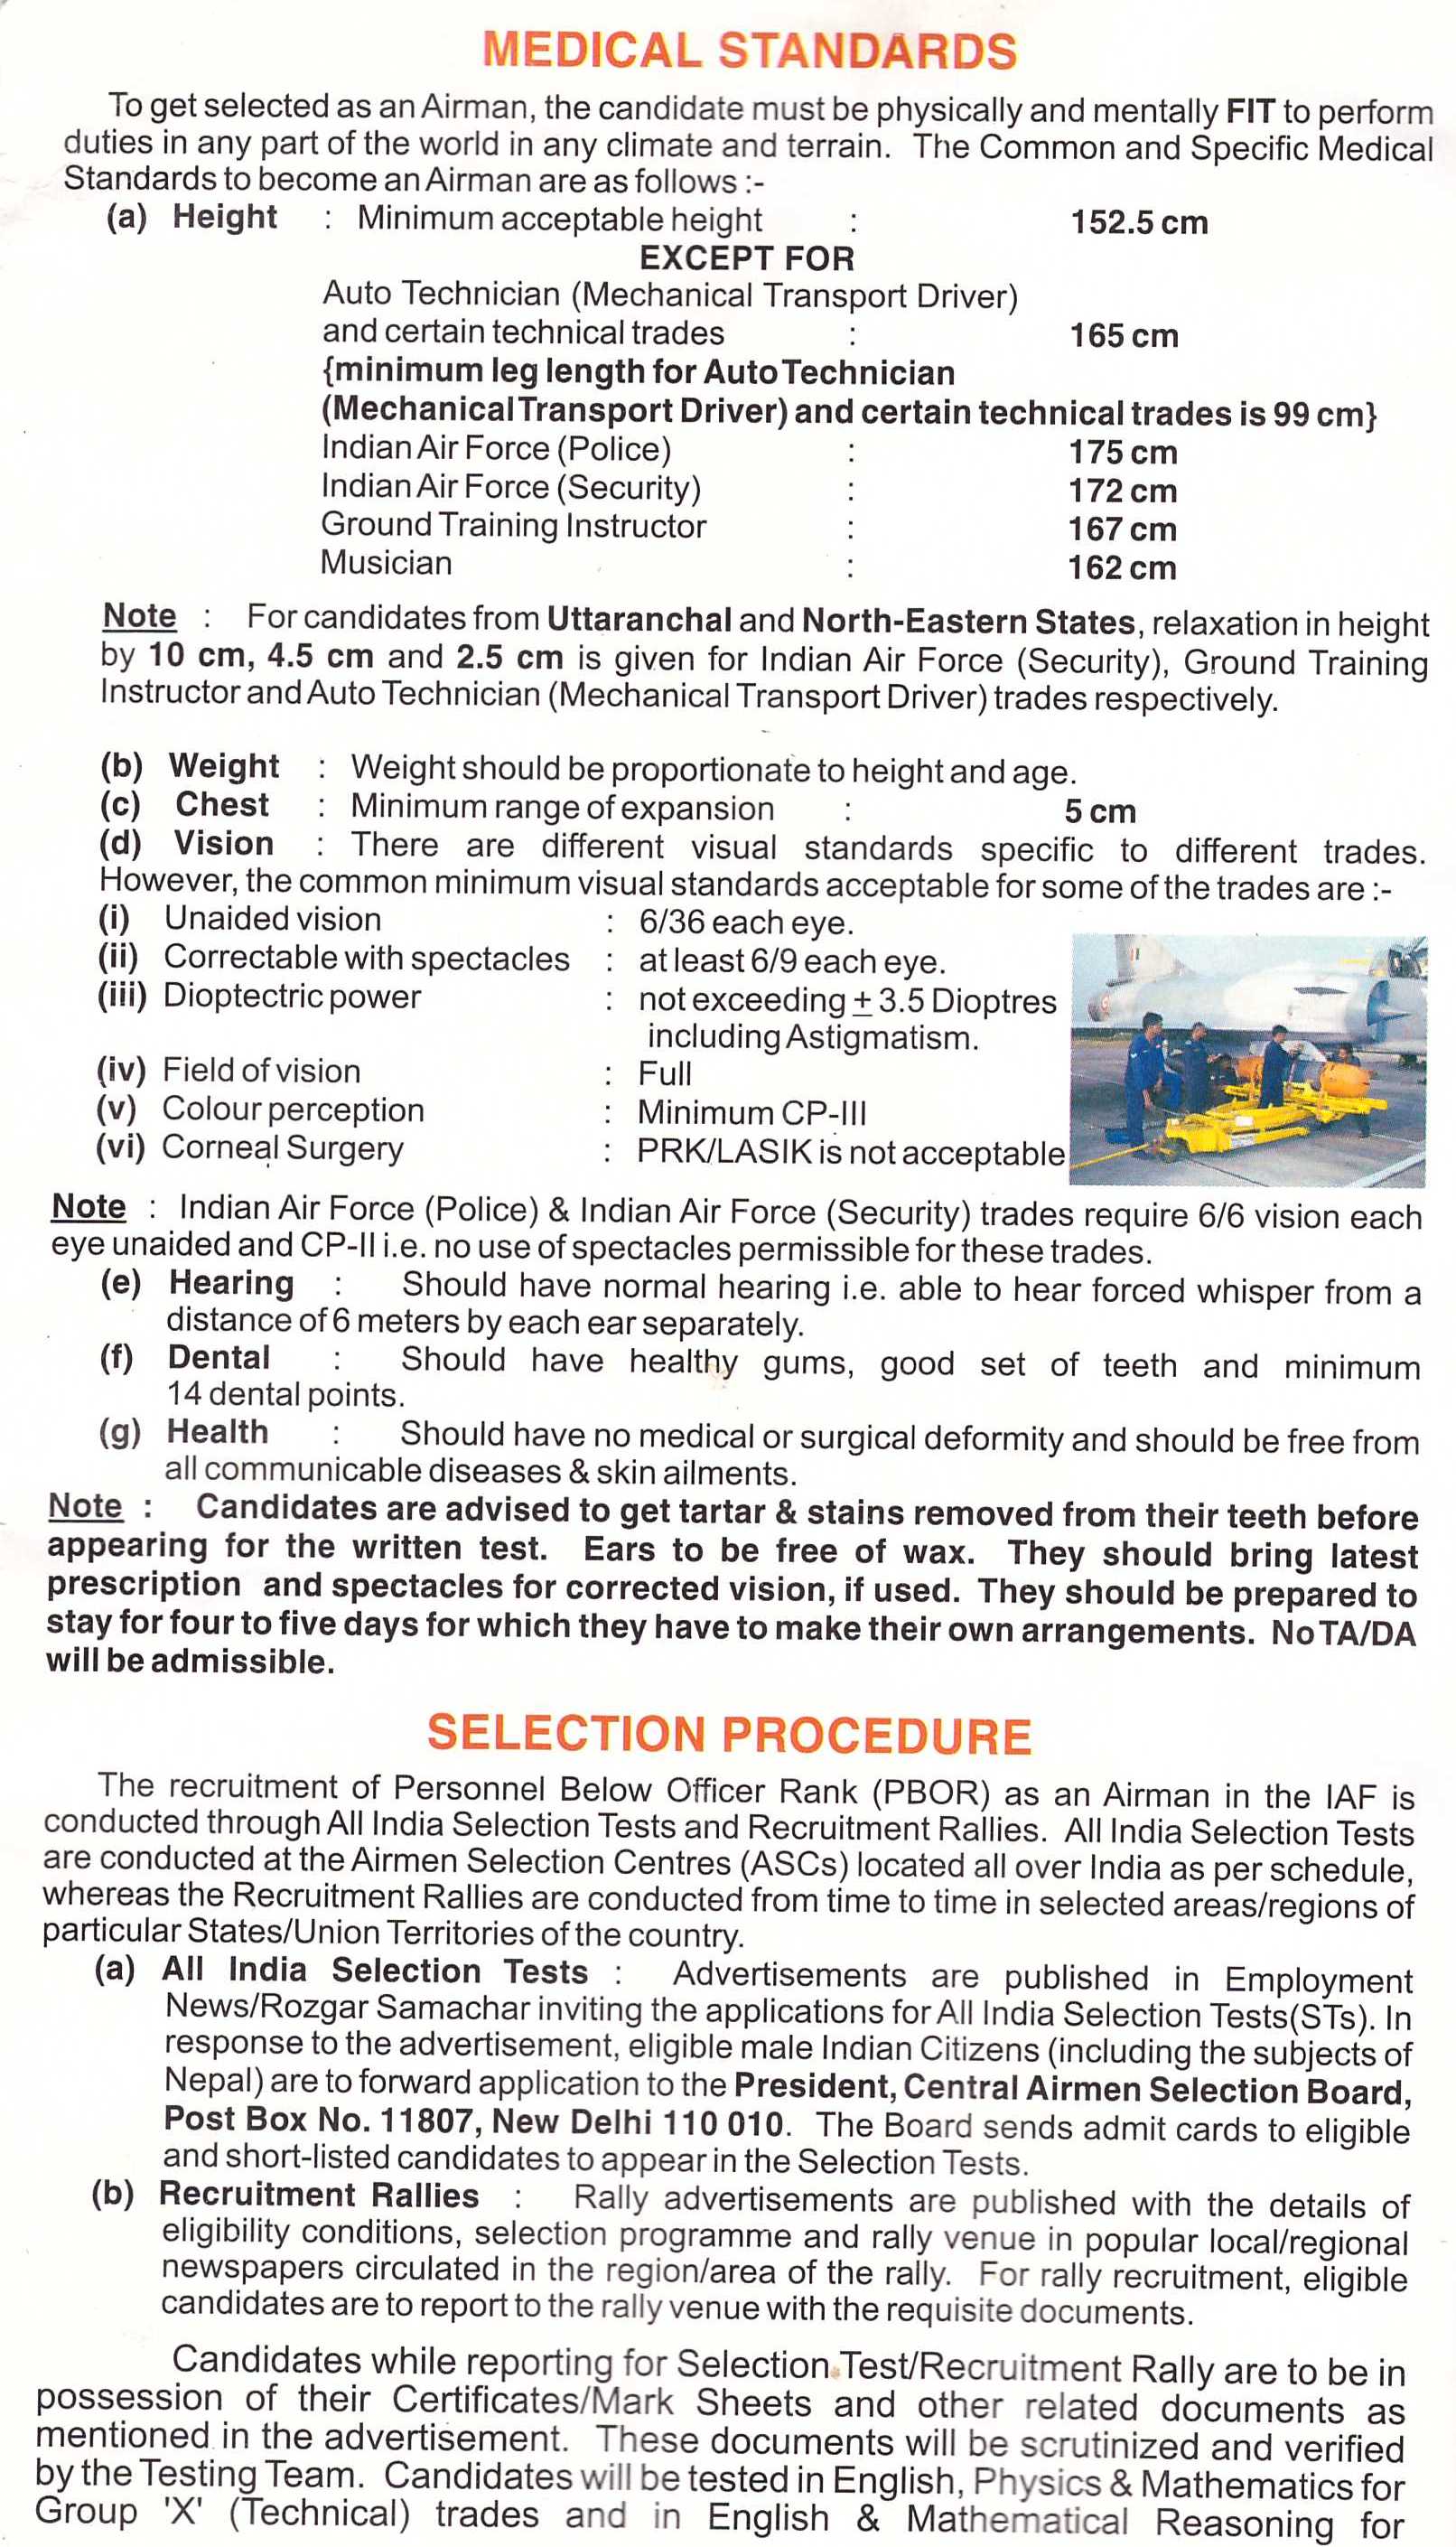 MEDICAL STANDARDS
To get selected as an Airman, the candidate must be physically and mentally FIT to perform
duties in any part of the world in any climate and terrain. The Common and Specific Medical
Standards to become an Airman are as follows :-
(a) Height : Minimum acceptable height : 152.5 cm
EXCEPT FOR
Auto Technician (Mechanical Transport Driver)
and certain technical trades : 165 cm
{minimum leg length for Auto Technician
(Mechanical Transport Driver) and certain technical trades is 99 cm}
Indian Air Force (Police) : 175 cm
Indian Air Force (Security) : 172 cm
Ground Training Instructor : 167 cm
Musician : 162 cm
Note : For candidates from Uttaranchal and North-Eastern States, relaxation in height
by 10 cm, 4.5 cm and 2.5 cm is given for Indian Air Force (Security), Ground Training
Instructor and Auto Technician (Mechanical Transport Driver) trades respectively.
(b) Weight : Weight should be proportionate to height and age.
(c) Chest : Minimum range of expansion : 5 cm
(d) Vision : There are different visual standards specific to different trades.
However, the common minimum visual standards acceptable for some of the trades are :-
(i) Unaided vision : 6/36 each eye.
(ii) Correctable with spectacles : at least 6/9 each eye.
(iii) Dioptectric power : not exceeding ± 3.5 Dioptres
including Astigmatism.
(iv) Field of vision : Full
(v) Colour perception : Minimum CP-III
(vi) Corneal Surgery : PRK/LASIK is not acceptable
Note : Indian Air Force (Police) & Indian Air Force (Security) trades require 6/6 vision each
eye unaided and CP-II i.e. no use of spectacles permissible for these trades.
(e) Hearing : Should have normal hearing i.e. able to hear forced whisper from a
distance of 6 meters by each ear separately.
(f) Dental : Should have healthy gums, good set of teeth and minimum
14 dental points.
(g) Health : Should have no medical or surgical deformity and should be free from
all communicable diseases & skin ailments.
Note : Candidates are advised to get tartar & stains removed from their teeth before
appearing for the written test. Ears to be free of wax. They should bring latest
prescription and spectacles for corrected vision, if used. They should be prepared to
stay for four to five days for which they have to make their own arrangements. No TA/DA
will be admissible.
SELECTION PROCEDURE
The recruitment of Personnel Below Officer Rank (PBOR) as an Airman in the IAF is
conducted through All India Selection Tests and Recruitment Rallies. All India Selection Tests
are conducted at the Airmen Selection Centres (ASCs) located all over India as per schedule,
whereas the Recruitment Rallies are conducted from time to time in selected areas/regions of
particular States/Union Territories of the country.
(a) All India Selection Tests : Advertisements are published in Employment
News/Rozgar Samachar inviting the applications for All India Selection Tests(STs). In
response to the advertisement, eligible male Indian Citizens (including the subjects of
Nepal) are to forward application to the President, Central Airmen Selection Board,
Post Box No. 11807, New Delhi 110 010. The Board sends admit cards to eligible
and short-listed candidates to appear in the Selection Tests.
(b) Recruitment Rallies : Rally advertisements are published with the details of
eligibility conditions, selection programme and rally venue in popular local/regional
newspapers circulated in the region/area of the rally. For rally recruitment, eligible
candidates are to report to the rally venue with the requisite documents.
Candidates while reporting for Selection Test/Recruitment Rally are to be in
possession of their Certificates/Mark Sheets and other related documents as
mentioned in the advertisement. These documents will be scrutinized and verified
by the Testing Team. Candidates will be tested in English, Physics & Mathematics for
Group 'X' (Technical) trades and in English & Mathematical Reasoning for